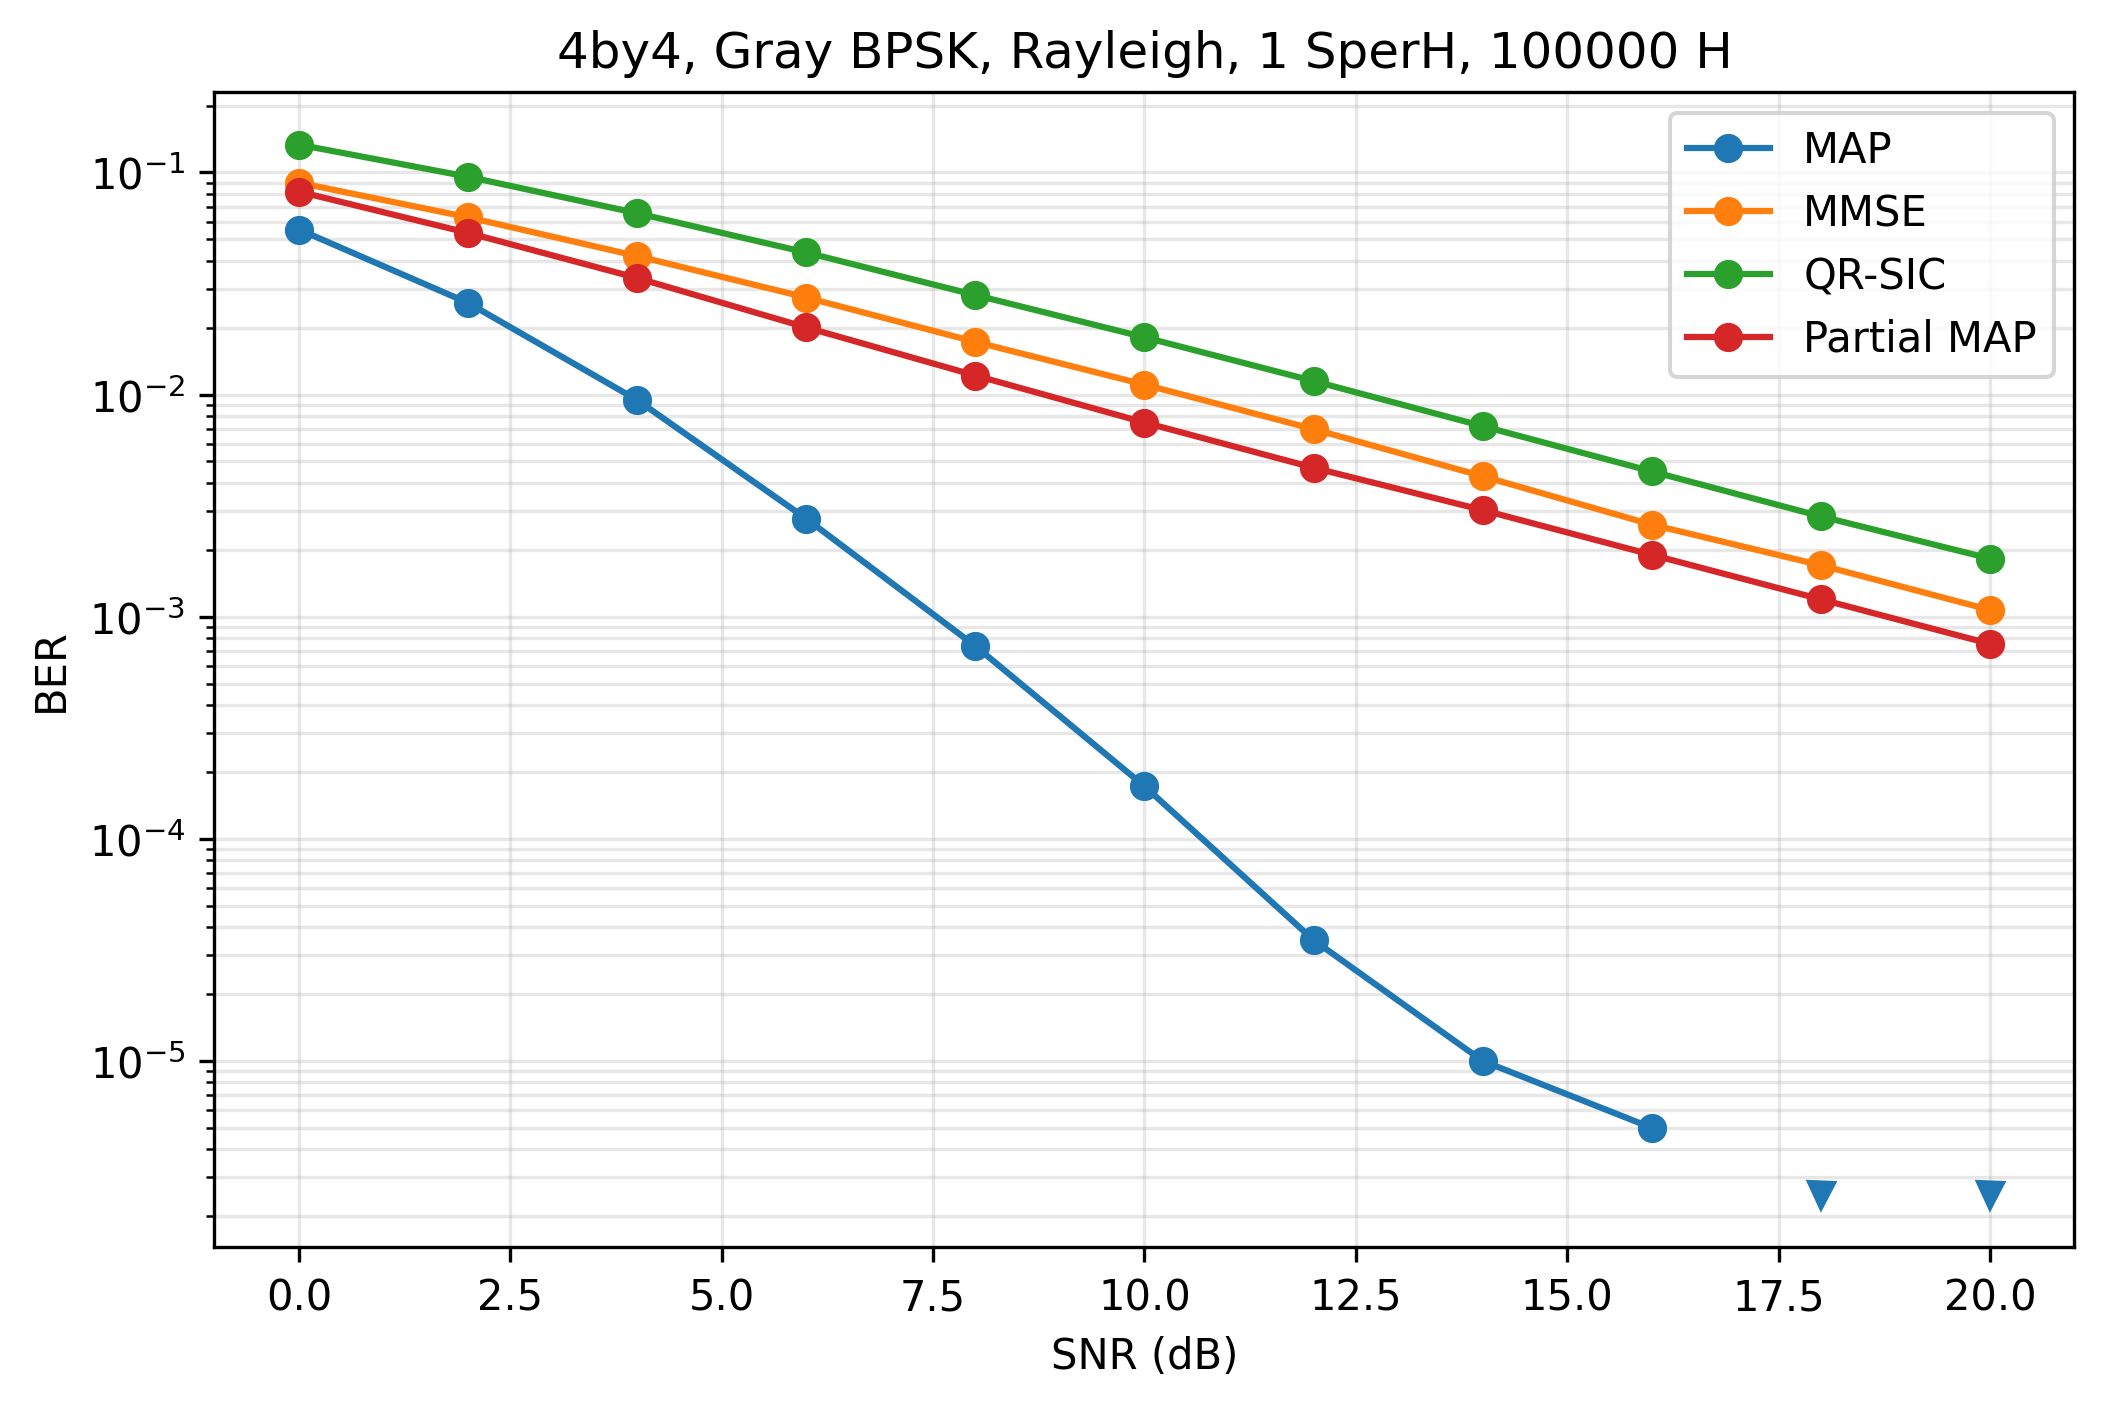 4by4, Gray BPSK, Rayleigh, 1 SperH, 100000 H
MAP
MMSE
QR-SIC
Partial MAP
BER
10⁻¹
10⁻²
10⁻³
10⁻⁴
10⁻⁵
0.0 2.5 5.0 7.5 10.0 12.5 15.0 17.5 20.0
SNR (dB)